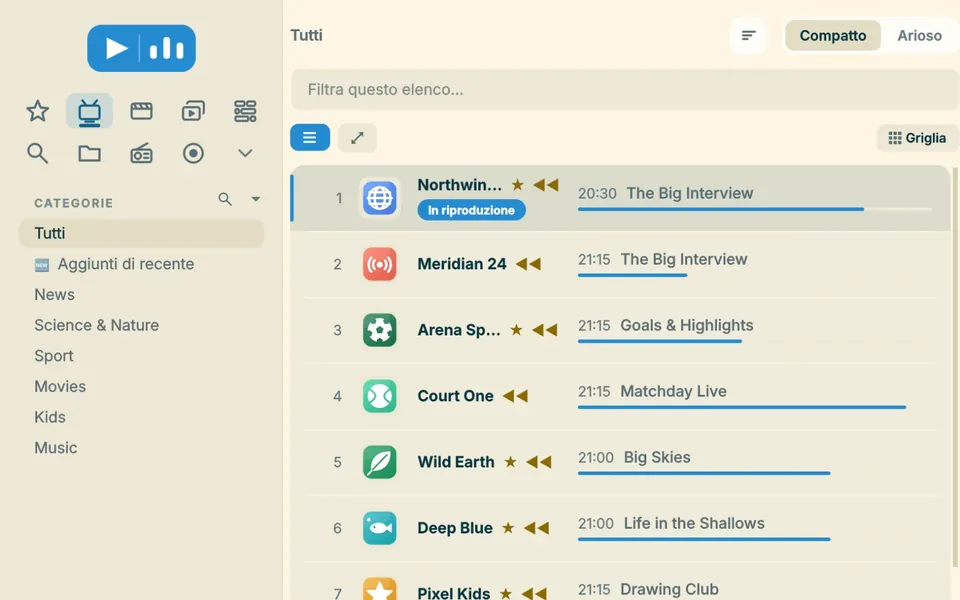 Tutti
Compatto
Arioso
Filtra questo elenco...
Griglia
CATEGORIE
Tutti
Aggiunti di recente
News
Science & Nature
Sport
Movies
Kids
Music
1 Northwin... 20:30 The Big Interview
In riproduzione
2 Meridian 24 21:15 The Big Interview
3 Arena Sp... 21:15 Goals & Highlights
4 Court One 21:15 Matchday Live
5 Wild Earth 21:00 Big Skies
6 Deep Blue 21:00 Life in the Shallows
7 Pixel Kids 21:15 Drawing Club